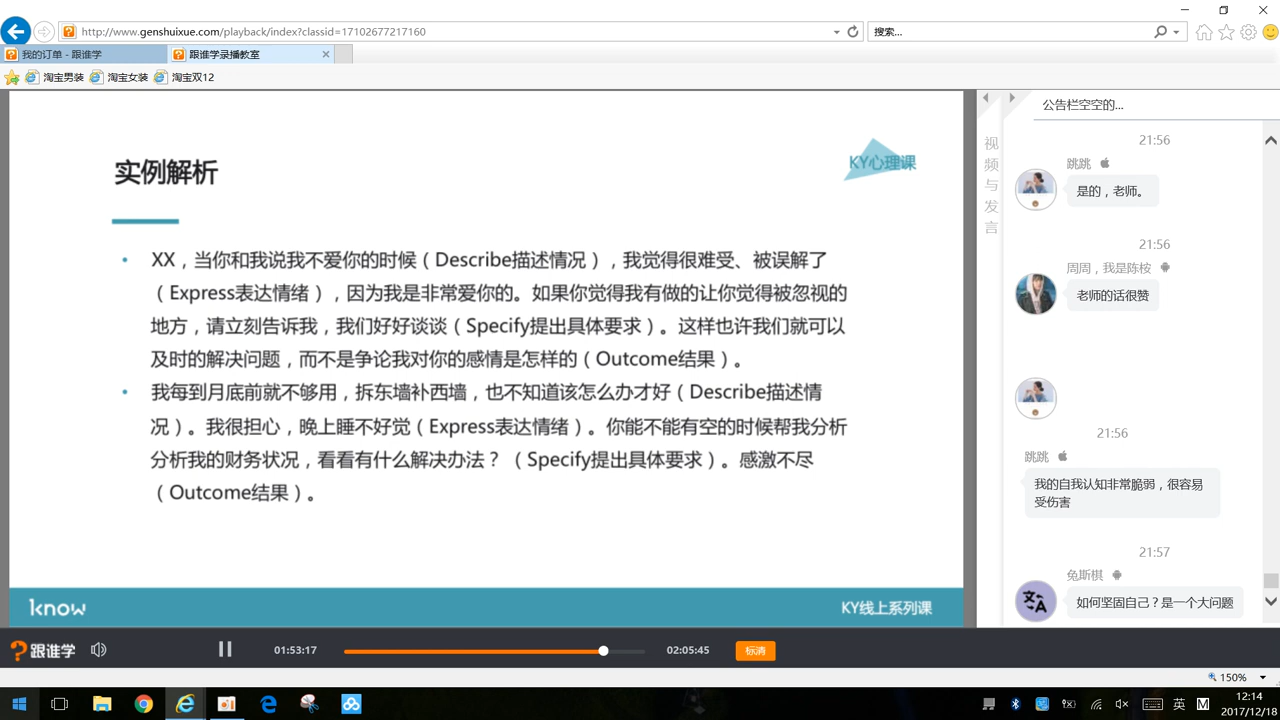 http://www.genshuixue.com/playback/index?classid=17102677217160
搜索...
我的订单 - 跟谁学
跟谁学录播教室
淘宝男装
淘宝女装
淘宝双12
实例解析
KY心理课
• XX，当你和我说我不爱你的时候（Describe描述情况），我觉得很难受、被误解了
（Express表达情绪），因为我是非常爱你的。如果你觉得我有做的让你觉得被忽视的
地方，请立刻告诉我，我们好好谈谈（Specify提出具体要求）。这样也许我们就可以
及时的解决问题，而不是争论我对你的感情是怎样的（Outcome结果）。
• 我每到月底前就不够用，拆东墙补西墙，也不知道该怎么办才好（Describe描述情
况）。我很担心，晚上睡不好觉（Express表达情绪）。你能不能有空的时候帮我分析
分析我的财务状况，看看有什么解决办法？（Specify提出具体要求）。感激不尽
（Outcome结果）。
know
KY线上系列课
跟谁学
01:53:17
02:05:45
标清
视频与发言
公告栏空空的...
21:56
跳跳
是的，老师。
21:56
周周，我是陈桉
老师的话很赞
21:56
跳跳
我的自我认知非常脆弱，很容易
受伤害
21:57
兔斯棋
文A
如何坚固自己？是一个大问题
150%
英
M
12:14
2017/12/18